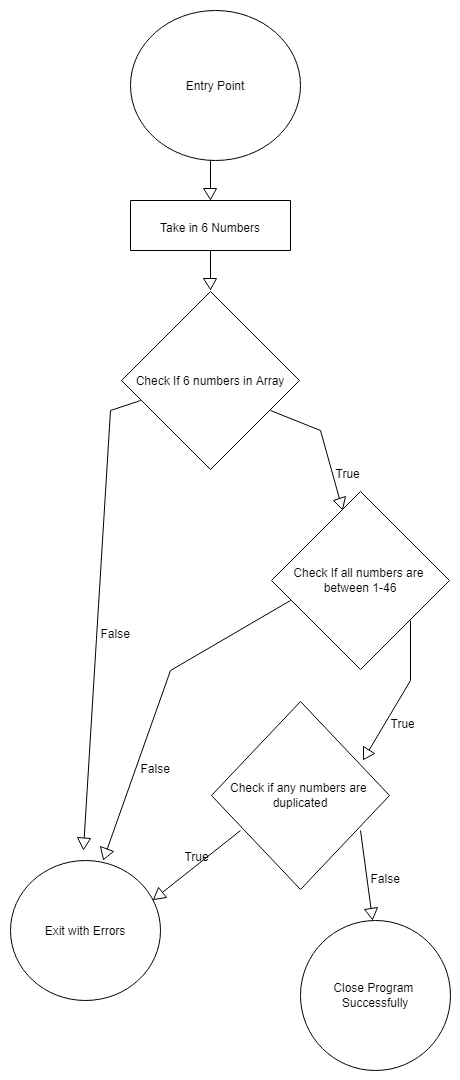 Entry Point
Take in 6 Numbers
Check If 6 numbers in Array
True
Check If all numbers are
between 1-46
False
True
False
Check if any numbers are
duplicated
True
False
Exit with Errors
Close Program
Successfully